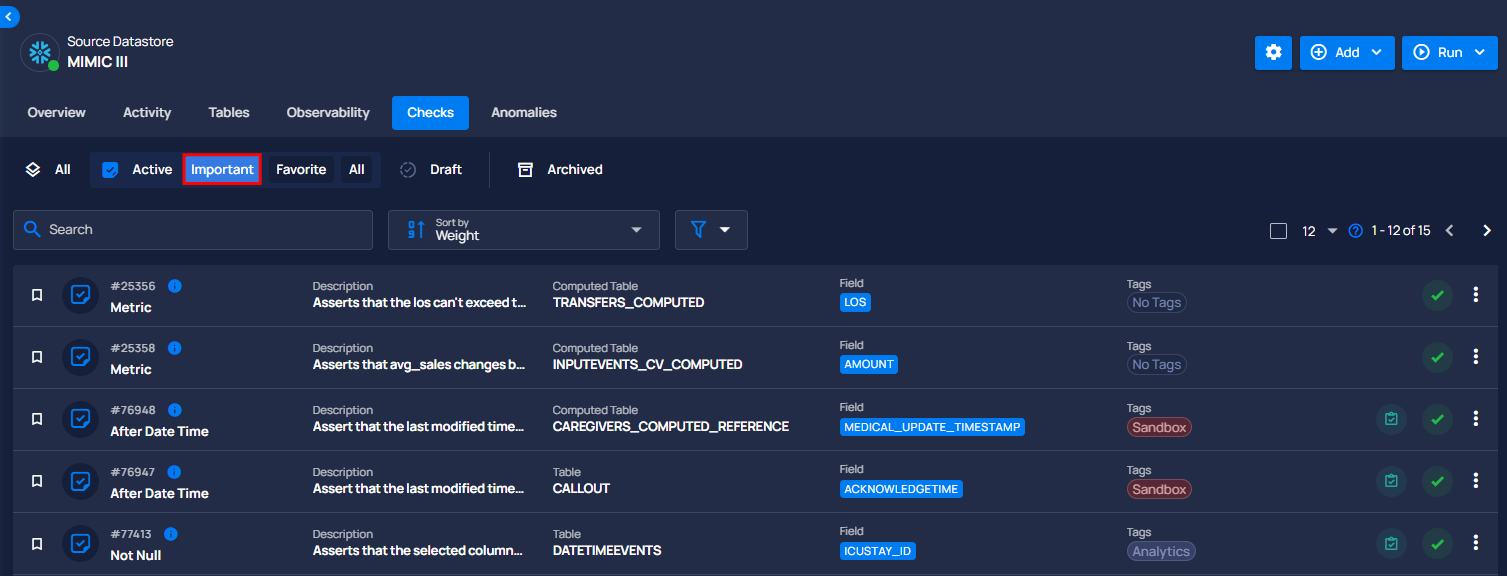 Source Datastore
MIMIC III
Add
Run
Overview Activity Tables Observability Checks Anomalies
All Active Important Favorite All Draft Archived
Search
Sort by
Weight
12 1 - 12 of 15
#25356
Metric
Description
Asserts that the los can't exceed t...
Computed Table
TRANSFERS_COMPUTED
Field
LOS
Tags
No Tags
#25358
Metric
Description
Asserts that avg_sales changes b...
Computed Table
INPUTEVENTS_CV_COMPUTED
Field
AMOUNT
Tags
No Tags
#76948
After Date Time
Description
Assert that the last modified time...
Computed Table
CAREGIVERS_COMPUTED_REFERENCE
Field
MEDICAL_UPDATE_TIMESTAMP
Tags
Sandbox
#76947
After Date Time
Description
Assert that the last modified time...
Table
CALLOUT
Field
ACKNOWLEDGETIME
Tags
Sandbox
#77413
Not Null
Description
Asserts that the selected column...
Table
DATETIMEEVENTS
Field
ICUSTAY_ID
Tags
Analytics